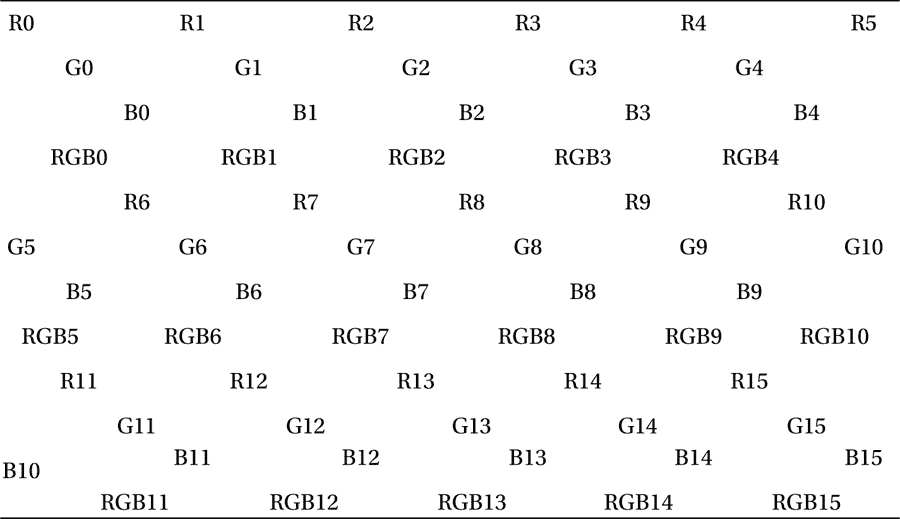 R0 R1 R2 R3 R4 R5
G0 G1 G2 G3 G4
B0 B1 B2 B3 B4
RGB0 RGB1 RGB2 RGB3 RGB4
R6 R7 R8 R9 R10
G5 G6 G7 G8 G9 G10
B5 B6 B7 B8 B9
RGB5 RGB6 RGB7 RGB8 RGB9 RGB10
R11 R12 R13 R14 R15
G11 G12 G13 G14 G15
B10 B11 B12 B13 B14 B15
RGB11 RGB12 RGB13 RGB14 RGB15